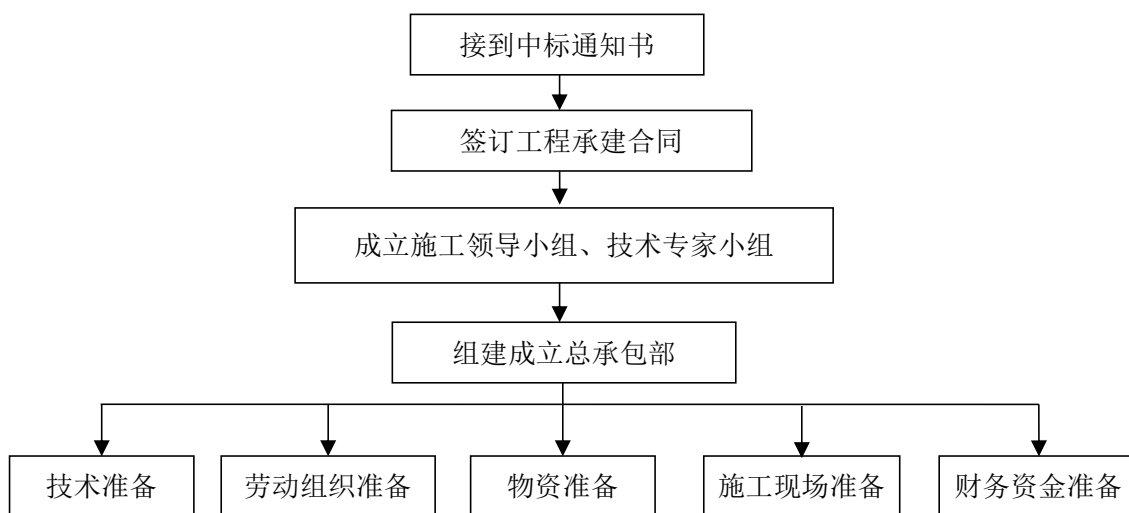 接到中标通知书
签订工程承建合同
成立施工领导小组、技术专家小组
组建成立总承包部
技术准备
劳动组织准备
物资准备
施工现场准备
财务资金准备